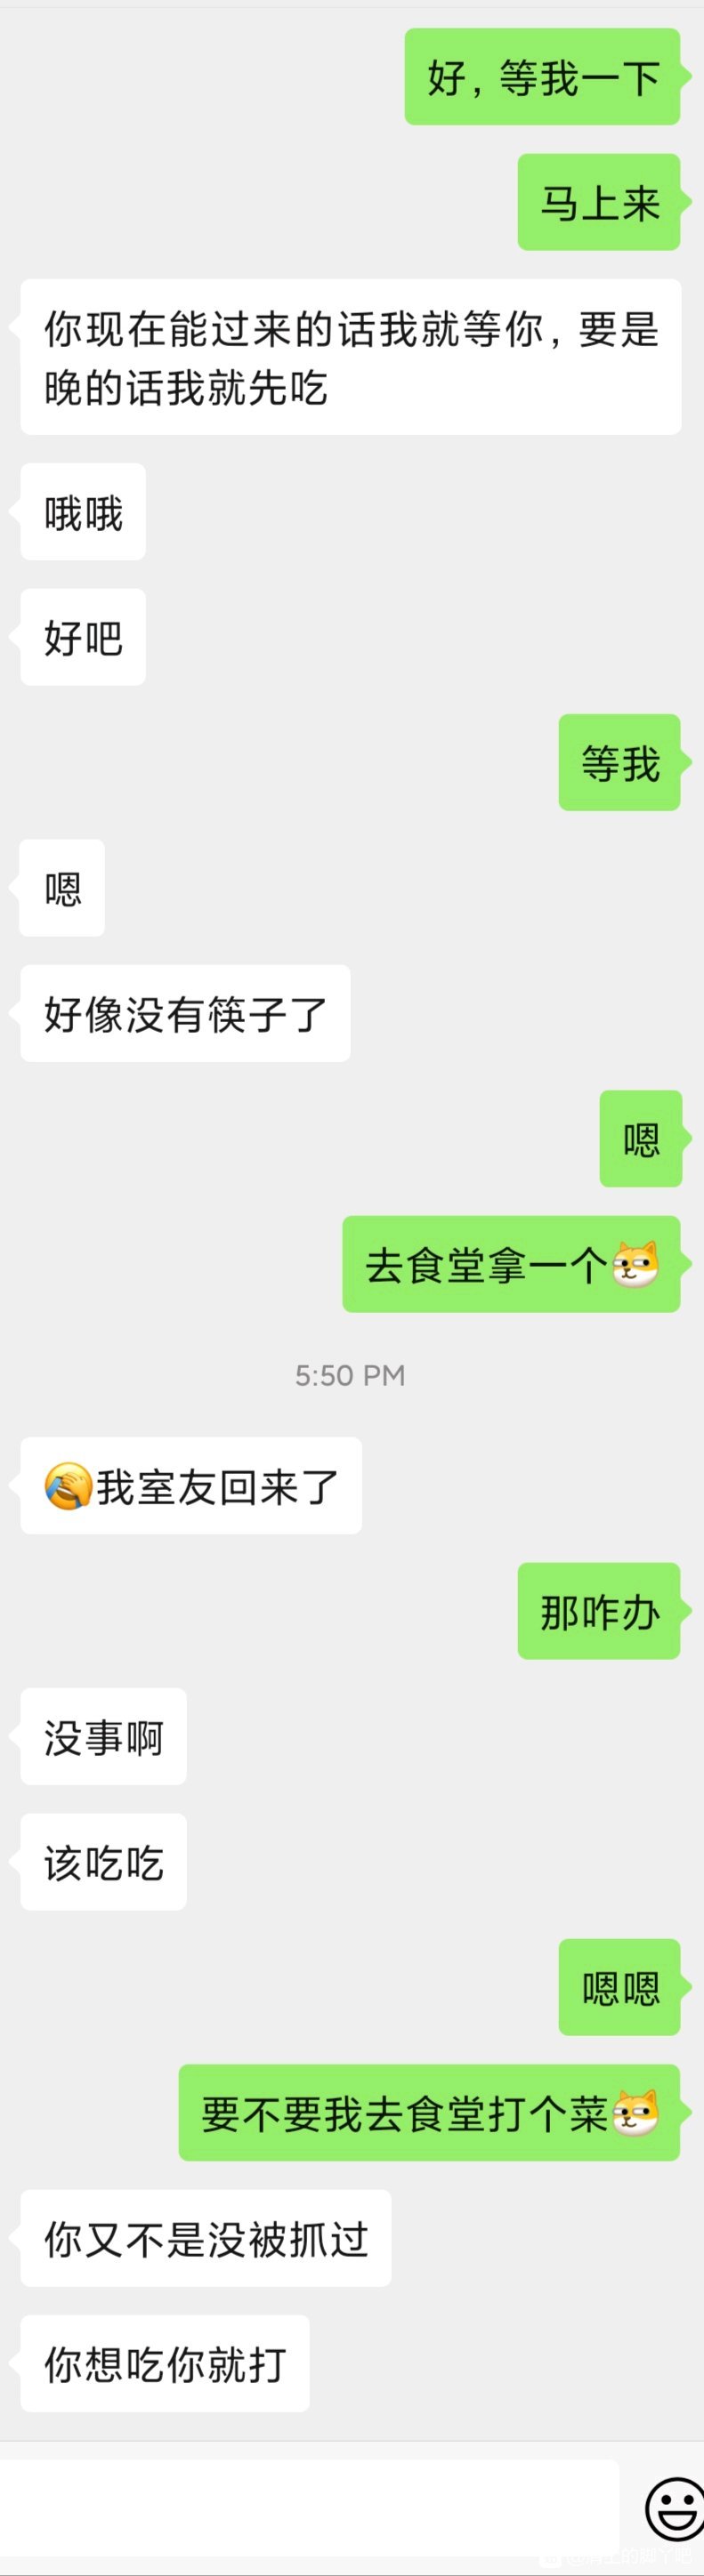 好，等我一下
马上来
你现在能过来的话我就等你，要是
晚的话我就先吃
哦哦
好吧
等我
嗯
好像没有筷子了
嗯
去食堂拿一个
5:50 PM
我室友回来了
那咋办
没事啊
该吃吃
嗯嗯
要不要我去食堂打个菜
你又不是没被抓过
你想吃你就打